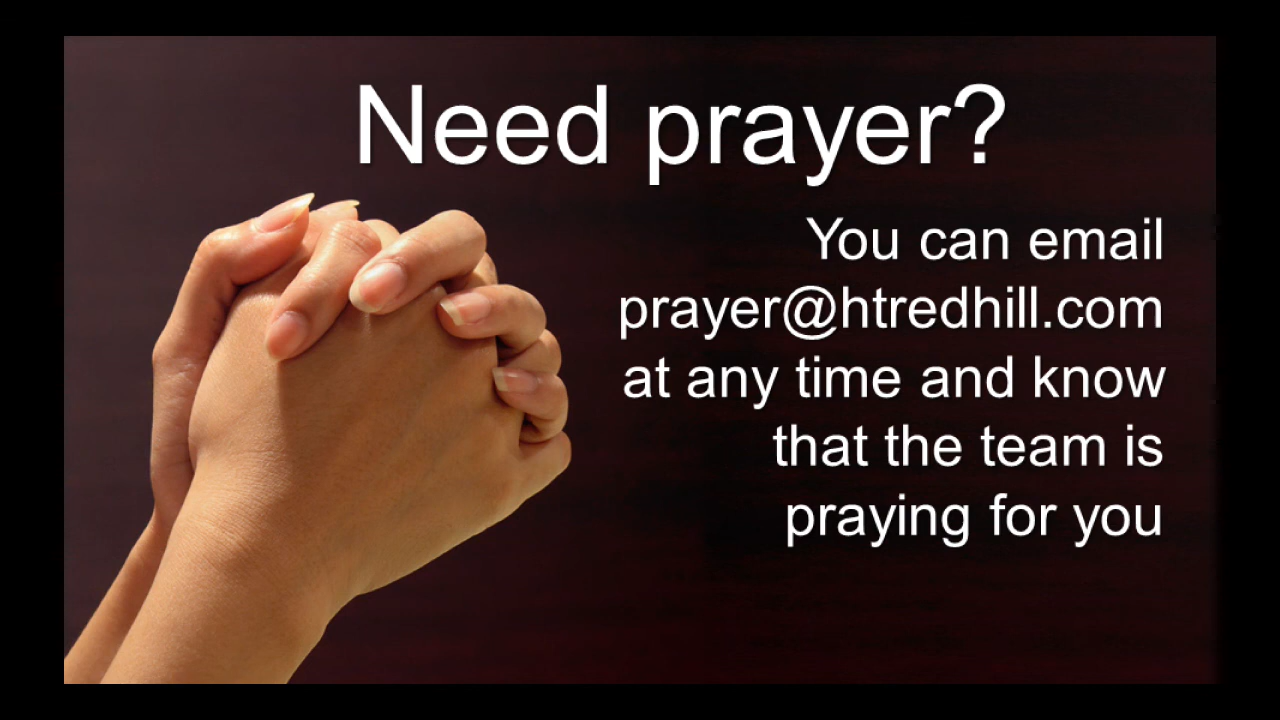 Need prayer?
You can email
prayer@htredhill.com
at any time and know
that the team is
praying for you